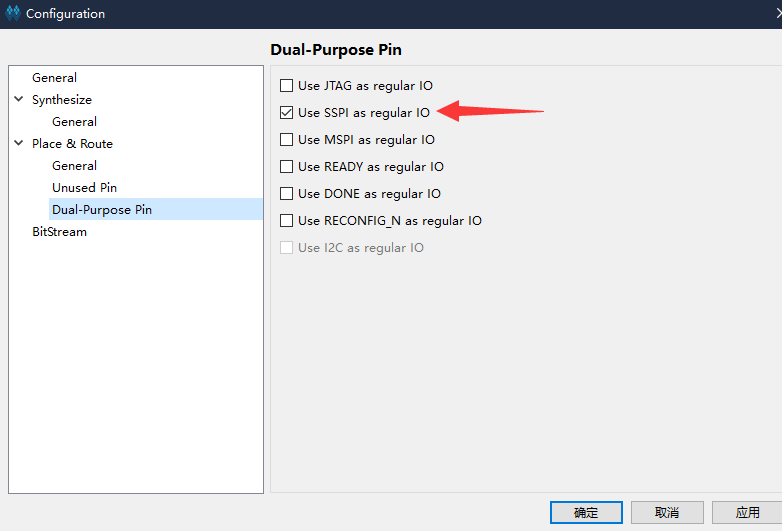 Configuration
General
Synthesize
General
Place & Route
General
Unused Pin
Dual-Purpose Pin
BitStream
Dual-Purpose Pin
Use JTAG as regular IO
Use SSPI as regular IO
Use MSPI as regular IO
Use READY as regular IO
Use DONE as regular IO
Use RECONFIG_N as regular IO
Use I2C as regular IO
确定
取消
应用